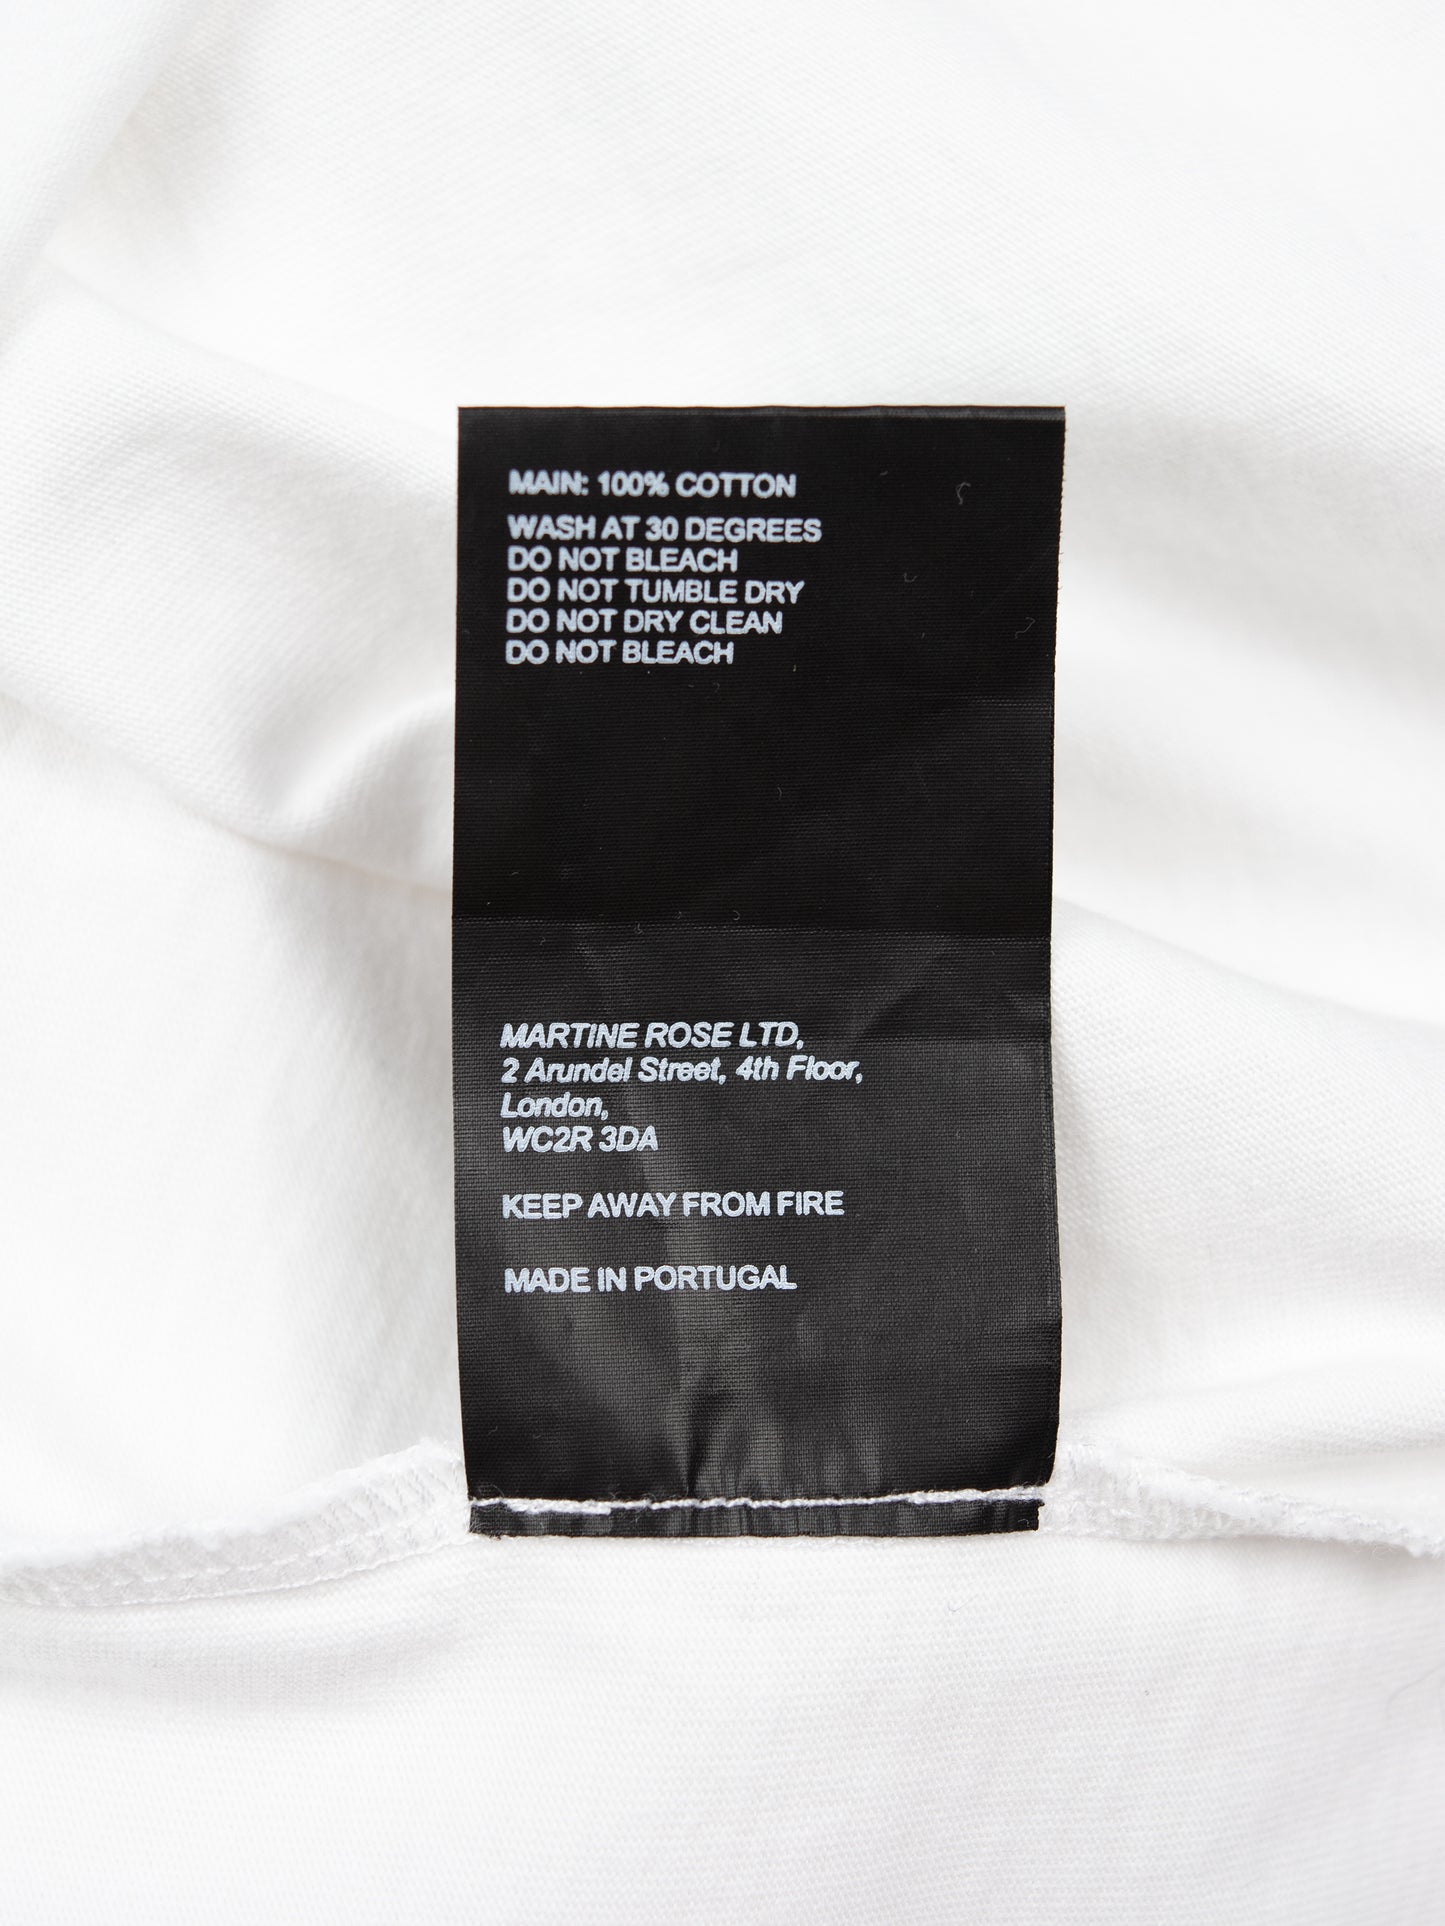 MAIN: 100% COTTON
WASH AT 30 DEGREES
DO NOT BLEACH
DO NOT TUMBLE DRY
DO NOT DRY CLEAN
DO NOT BLEACH
MARTINE ROSE LTD,
2 Arundel Street, 4th Floor,
London,
WC2R 3DA
KEEP AWAY FROM FIRE
MADE IN PORTUGAL